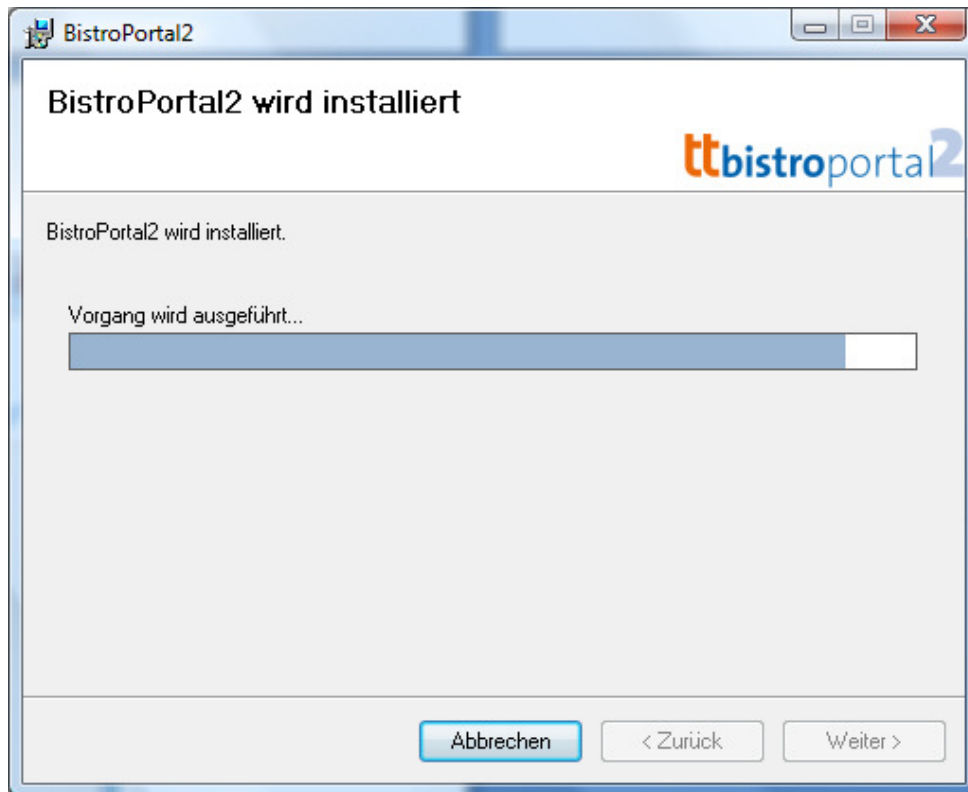 BistroPortal2
BistroPortal2 wird installiert
ttbistroportal2
BistroPortal2 wird installiert.
Vorgang wird ausgeführt...
Abbrechen
< Zurück
Weiter >